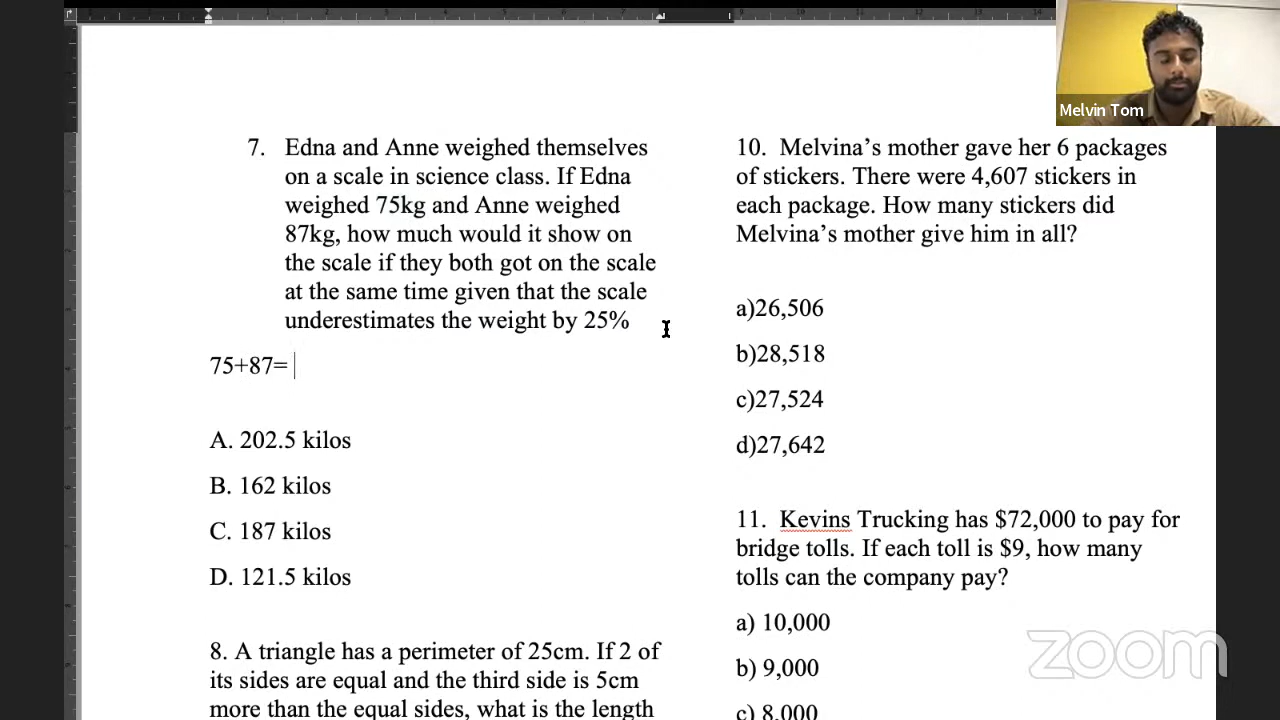 7. Edna and Anne weighed themselves
on a scale in science class. If Edna
weighed 75kg and Anne weighed
87kg, how much would it show on
the scale if they both got on the scale
at the same time given that the scale
underestimates the weight by 25%
75+87=
A. 202.5 kilos
B. 162 kilos
C. 187 kilos
D. 121.5 kilos
8. A triangle has a perimeter of 25cm. If 2 of
its sides are equal and the third side is 5cm
more than the equal sides, what is the length
10. Melvina’s mother gave her 6 packages
of stickers. There were 4,607 stickers in
each package. How many stickers did
Melvina’s mother give him in all?
a)26,506
b)28,518
c)27,524
d)27,642
11. Kevins Trucking has $72,000 to pay for
bridge tolls. If each toll is $9, how many
tolls can the company pay?
a) 10,000
b) 9,000
c) 8,000
Melvin Tom
zoom